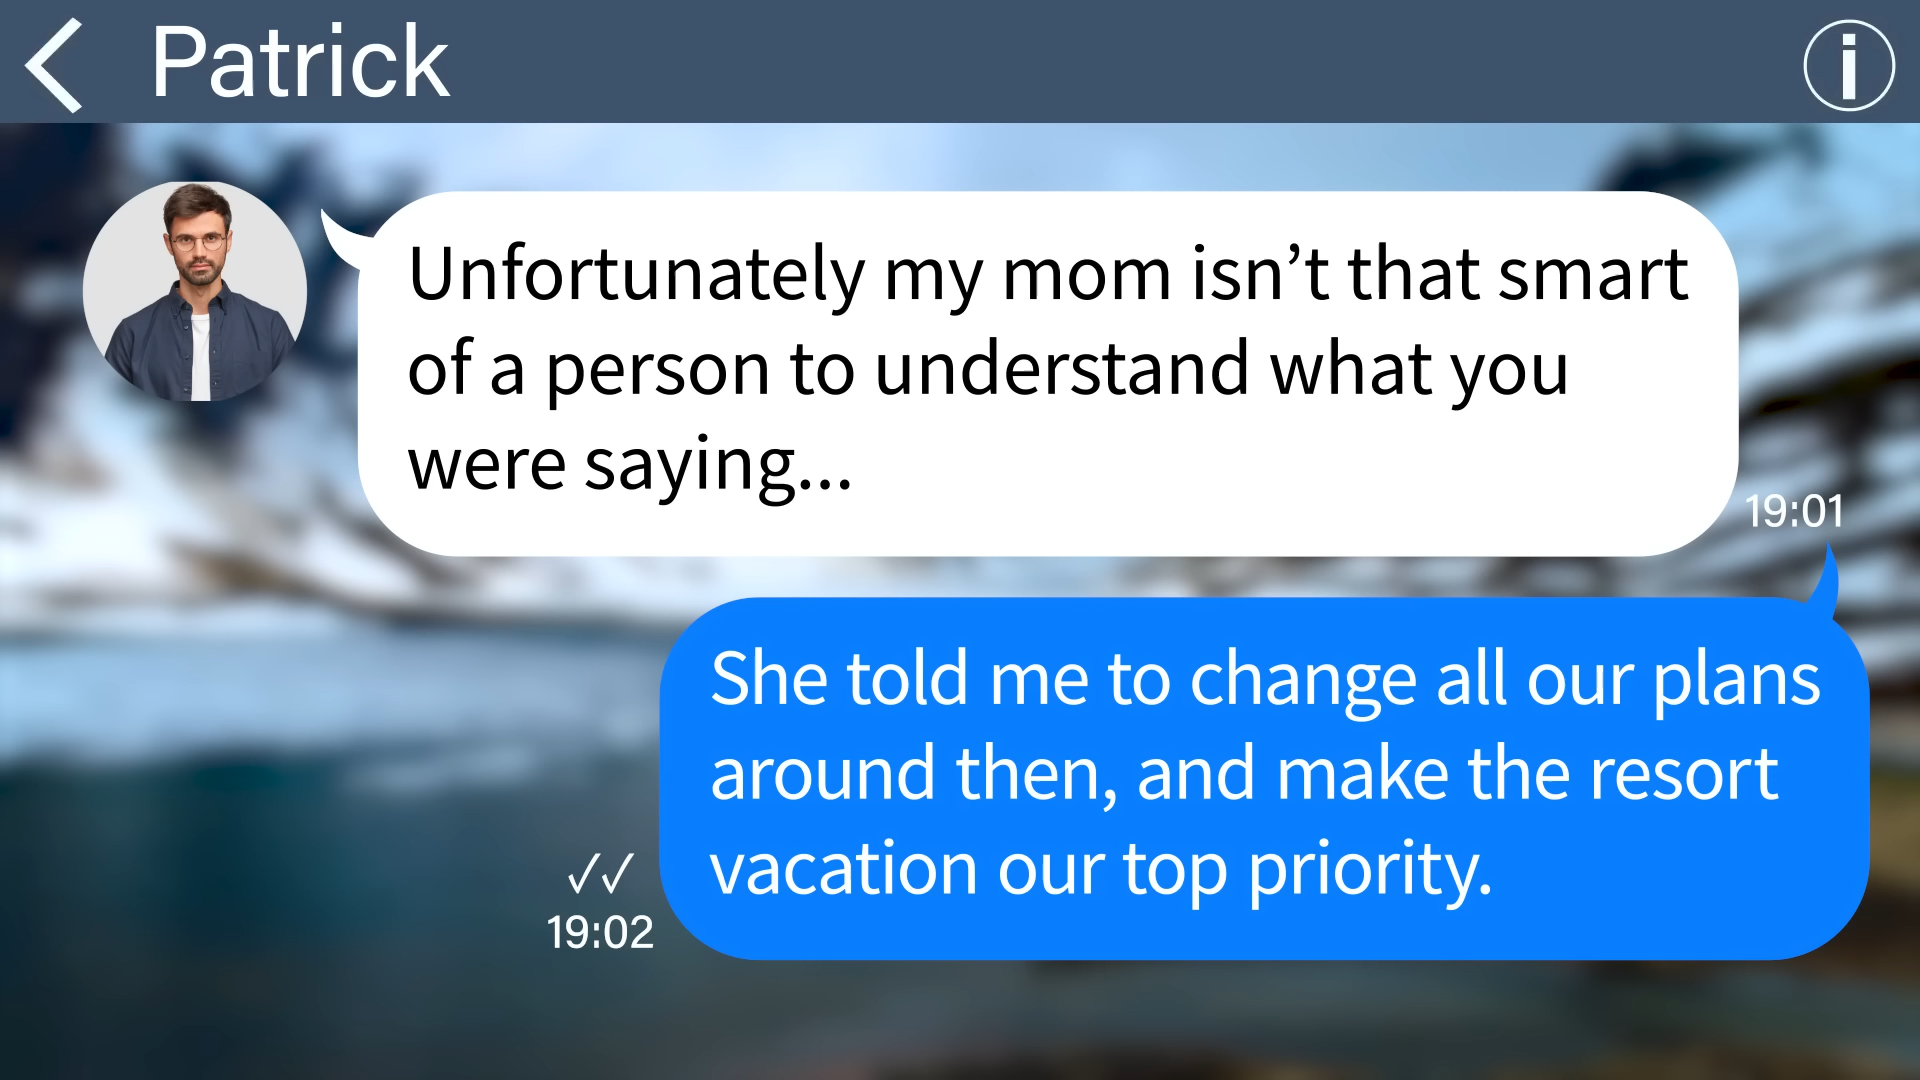 Patrick
Unfortunately my mom isn’t that smart
of a person to understand what you
were saying...
19:01
She told me to change all our plans
around then, and make the resort
vacation our top priority.
19:02